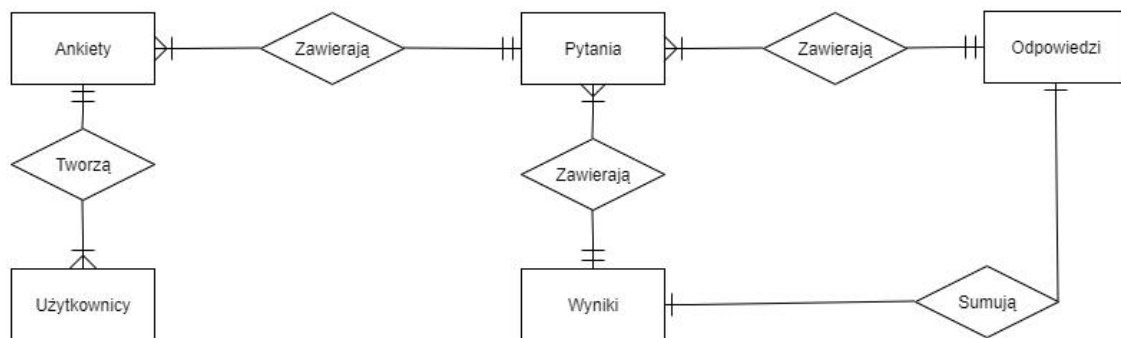 Ankiety
Zawierają
Pytania
Zawierają
Odpowiedzi
Tworzą
Zawierają
Użytkownicy
Wyniki
Sumują